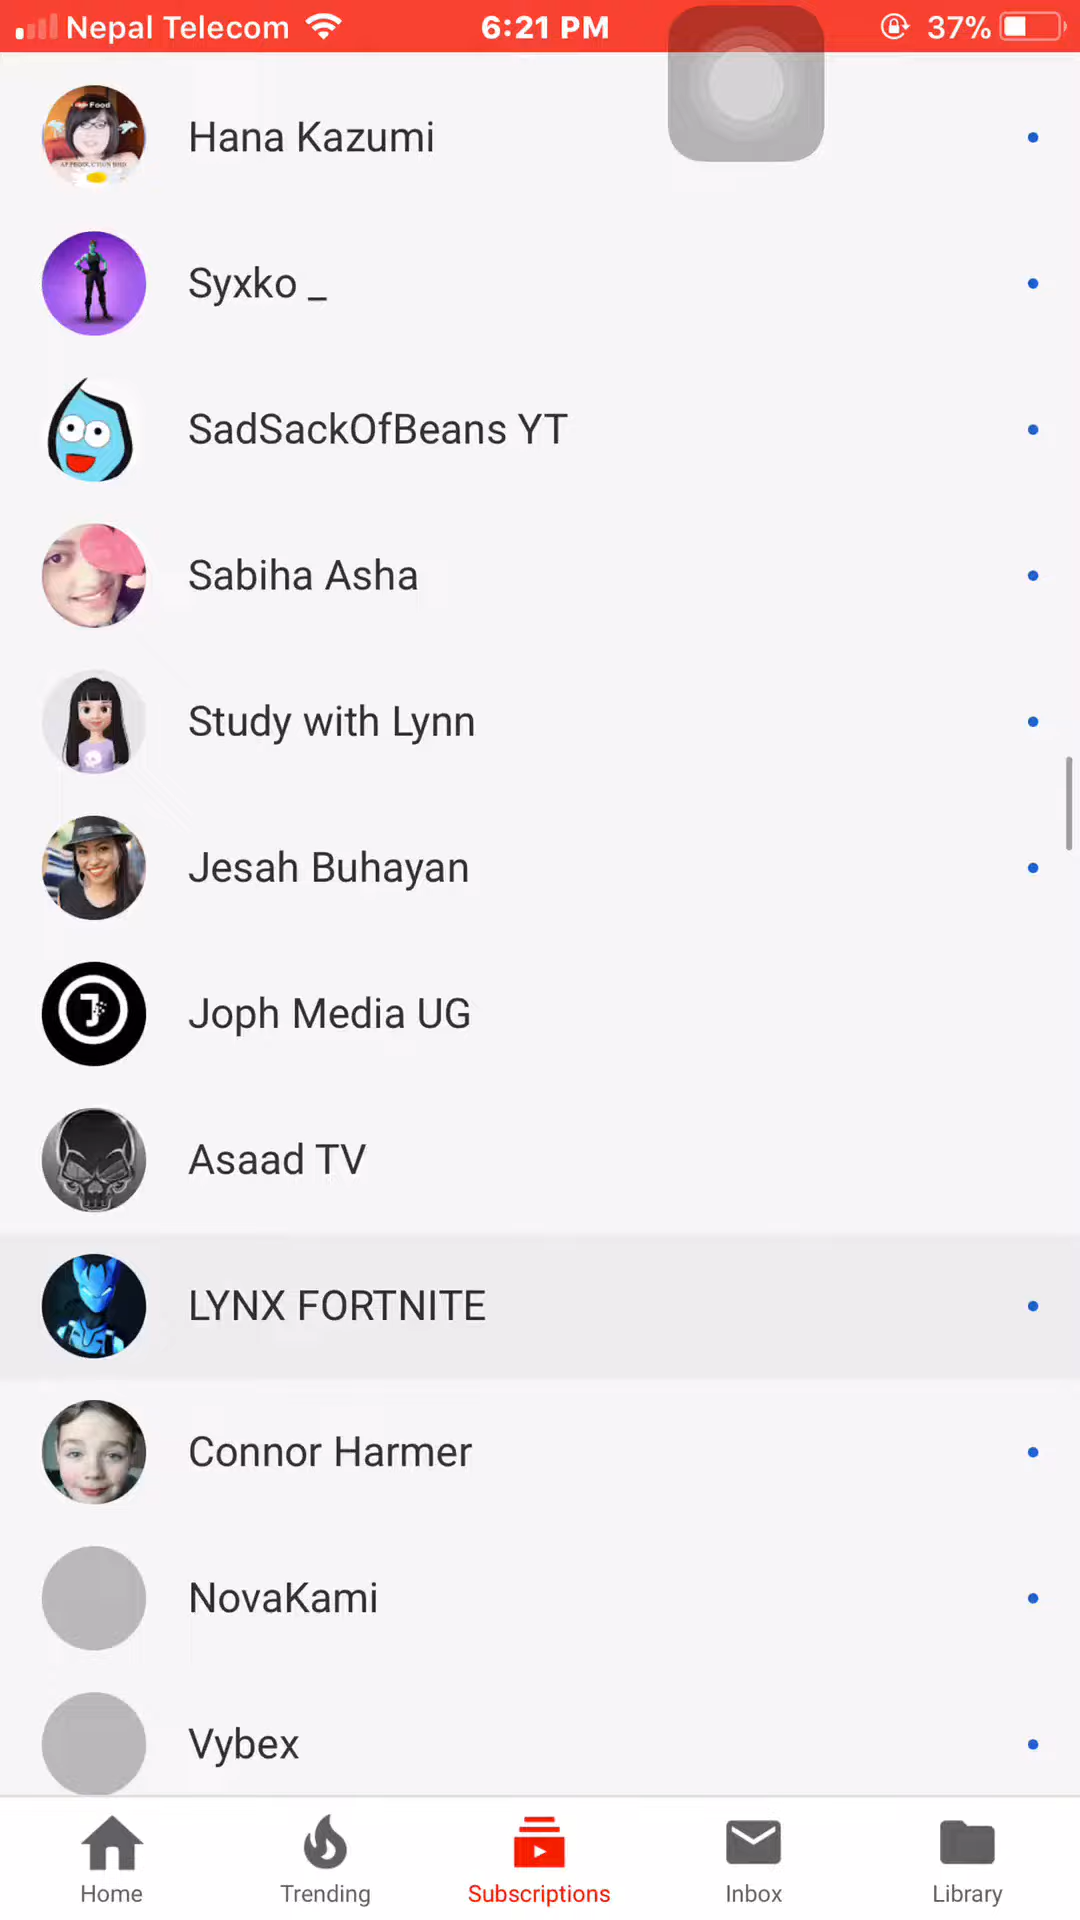 Nepal Telecom 6:21 PM 37%
Food
Hana Kazumi
Syxko _
SadSackOfBeans YT
Sabiha Asha
Study with Lynn
Jesah Buhayan
Joph Media UG
Asaad TV
LYNX FORTNITE
Connor Harmer
NovaKami
Vybex
Home Trending Subscriptions Inbox Library